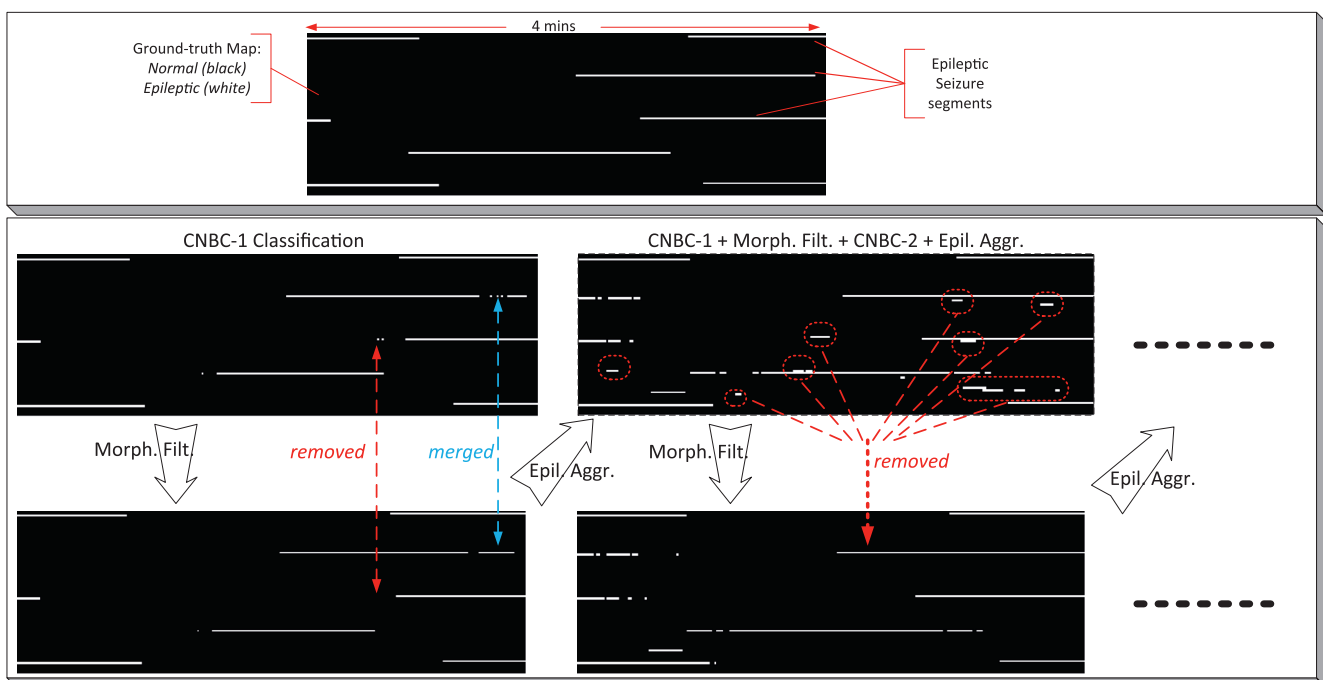 4 mins
Ground-truth Map:
Normal (black)
Epileptic (white)
Epileptic
Seizure
segments
CNBC-1 Classification
CNBC-1 + Morph. Filt. + CNBC-2 + Epil. Aggr.
Morph. Filt.
removed
merged
Epil. Aggr.
Morph. Filt.
removed
Epil. Aggr.